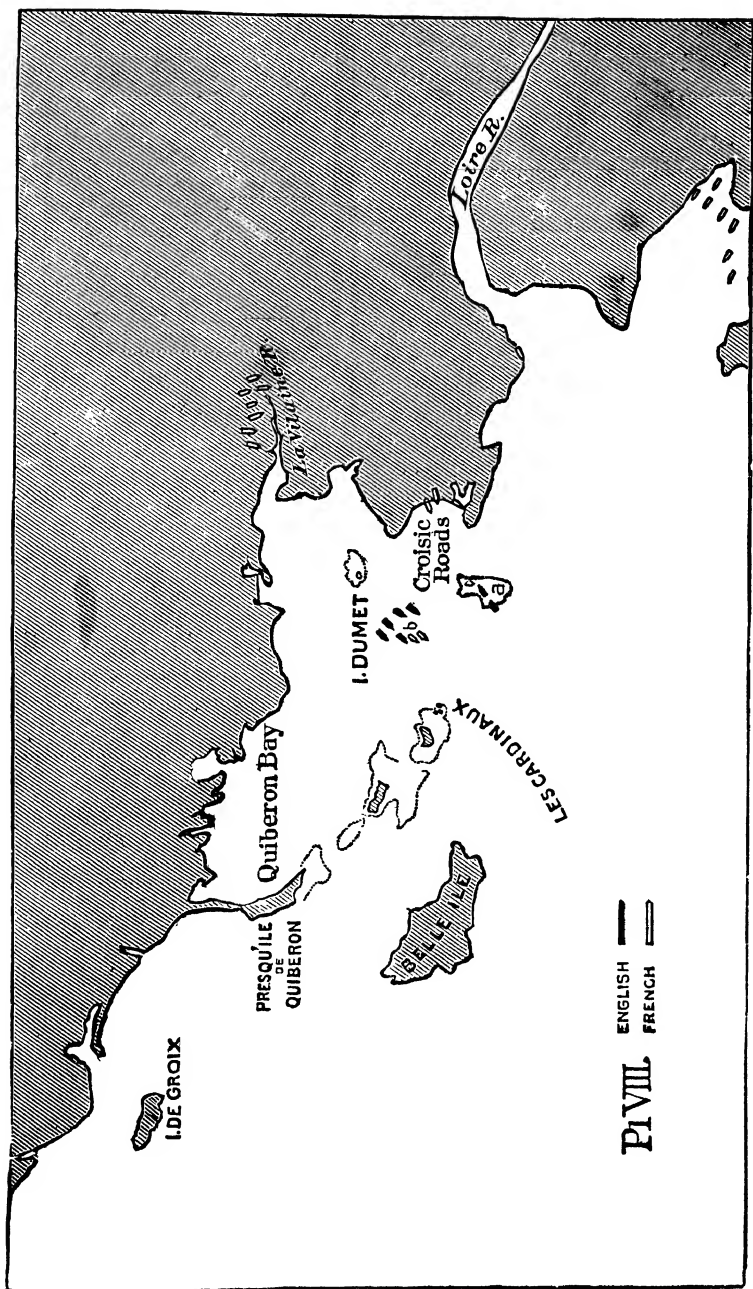 Loire R.
La Vilaine R.
I. DUMET
Croisic
Roads
a
b
Quiberon Bay
LES CARDINAUX
PRESQU'ILE
DE
QUIBERON
BELLE ILE
I. DE GROIX
Pl VIII.
ENGLISH
FRENCH